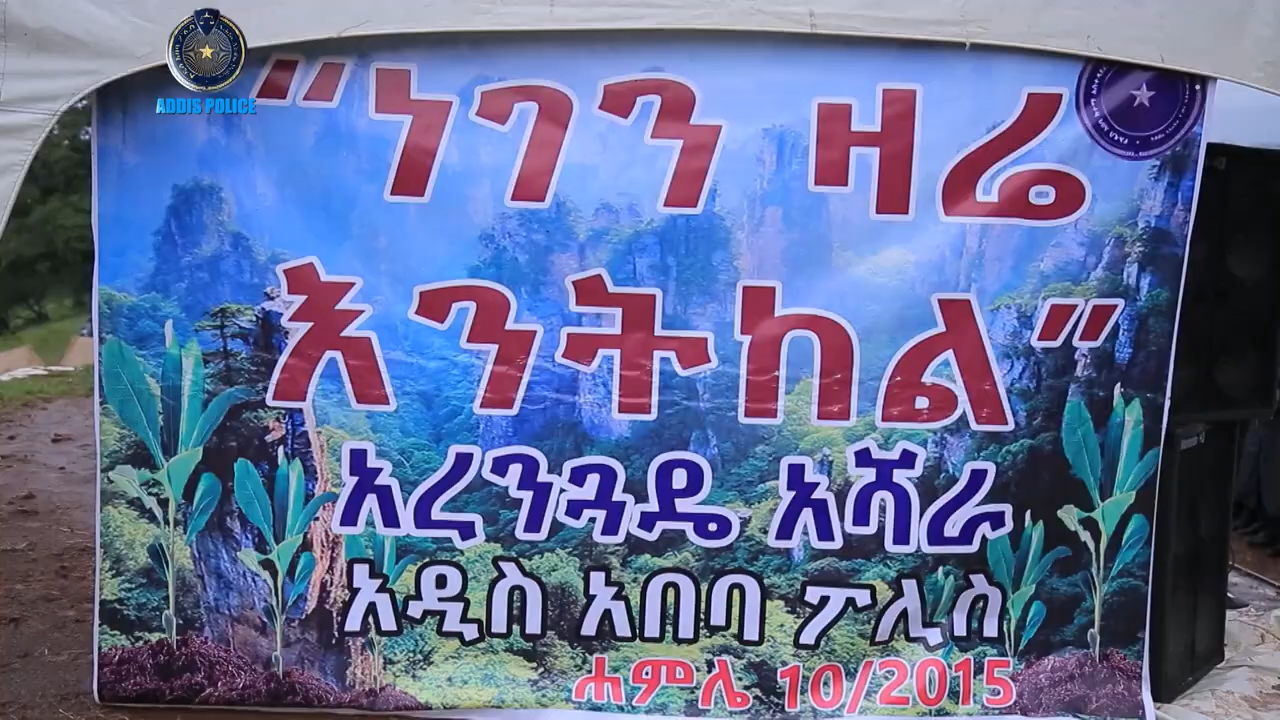 ADDIS POLICE
"ነገን ዛሬ
እንትከል"
አረንጓዴ አሻራ
አዲስ አበባ ፖሊስ
ሐምሌ 10/2015